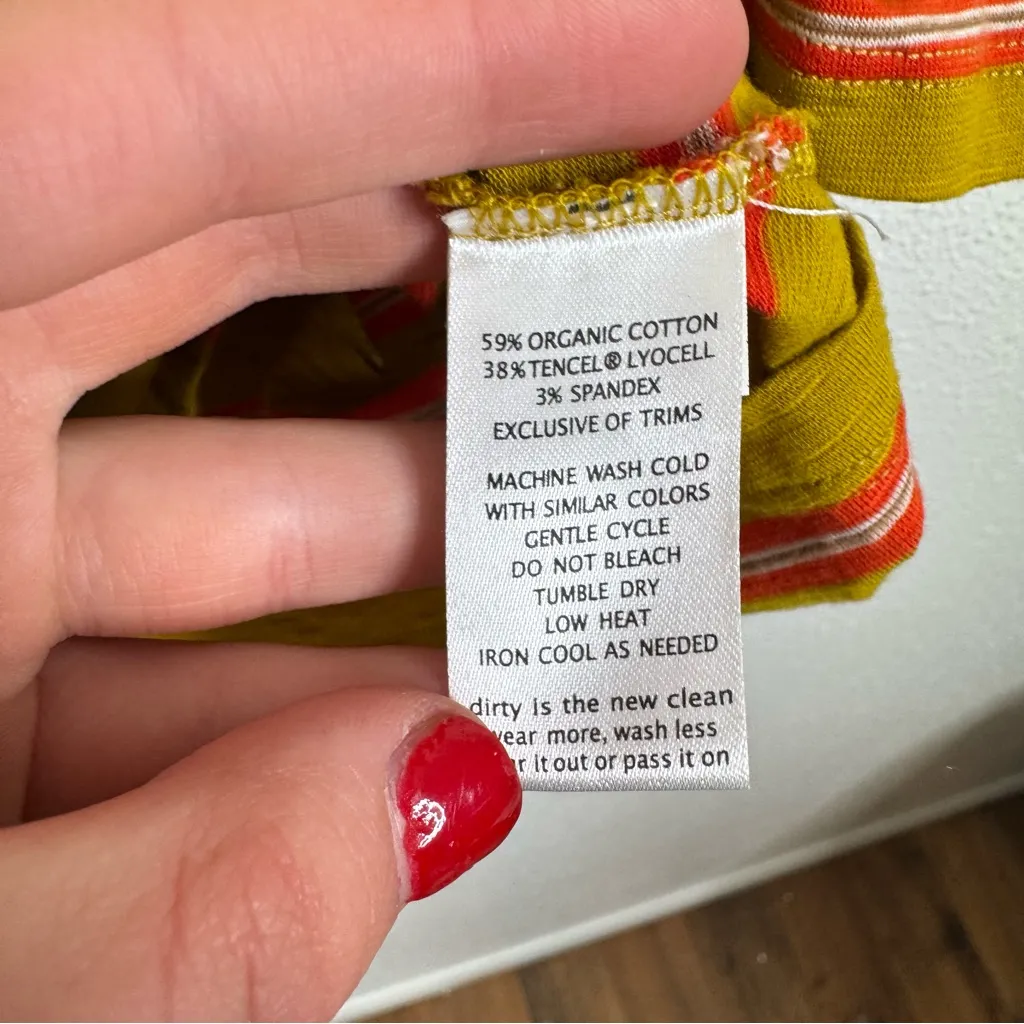 59% ORGANIC COTTON
38% TENCEL® LYOCELL
3% SPANDEX
EXCLUSIVE OF TRIMS
MACHINE WASH COLD
WITH SIMILAR COLORS
GENTLE CYCLE
DO NOT BLEACH
TUMBLE DRY
LOW HEAT
IRON COOL AS NEEDED
dirty is the new clean
wear more, wash less
it out or pass it on